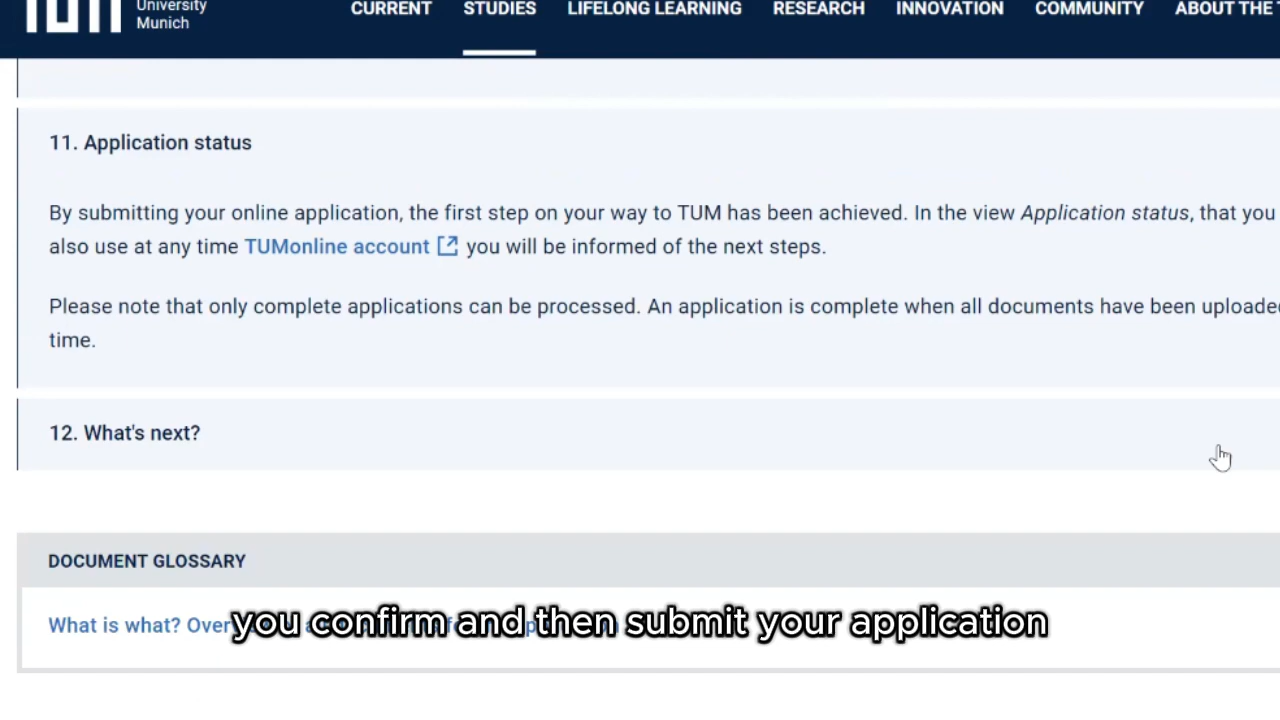 University
Munich
CURRENT STUDIES LIFELONG LEARNING RESEARCH INNOVATION COMMUNITY ABOUT THE
11. Application status
By submitting your online application, the first step on your way to TUM has been achieved. In the view Application status, that you
also use at any time TUMonline account you will be informed of the next steps.
Please note that only complete applications can be processed. An application is complete when all documents have been uploaded
time.
12. What's next?
DOCUMENT GLOSSARY
What is what? Over
you confirm and then submit your application